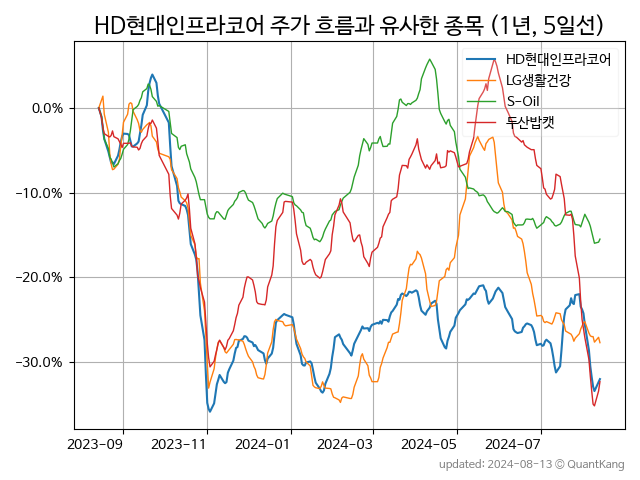 HD현대인프라코어 주가 흐름과 유사한 종목 (1년, 5일선)
HD현대인프라코어
LG생활건강
S-Oil
두산밥캣
0.0%
−10.0%
−20.0%
−30.0%
2023-09 2023-11 2024-01 2024-03 2024-05 2024-07
updated: 2024-08-13 © QuantKang